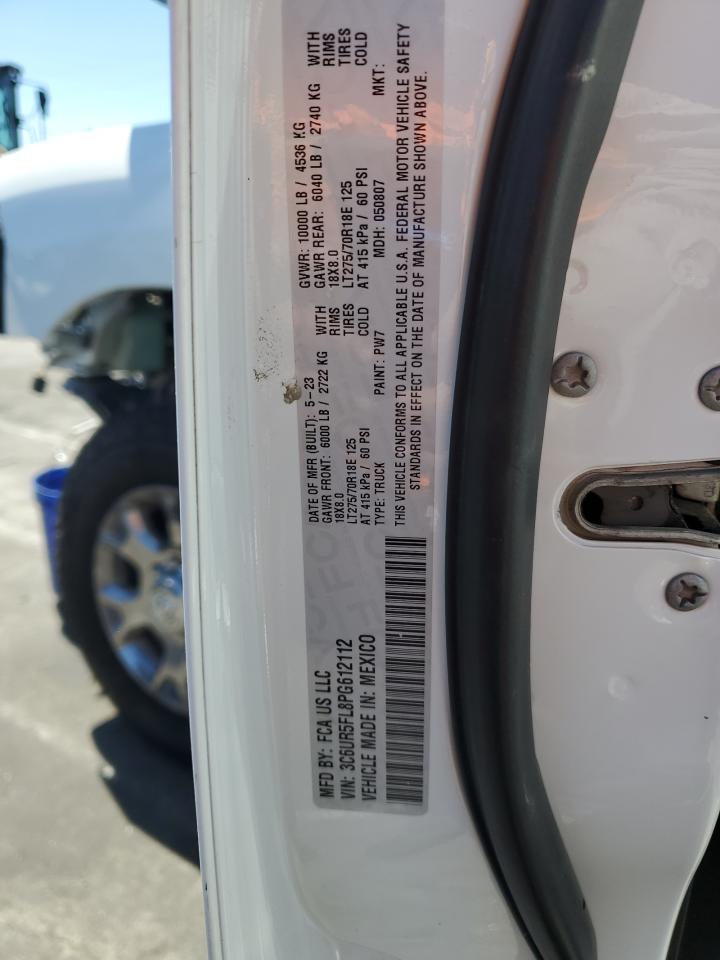 MFD BY: FCA US LLC
DATE OF MFR (BUILT): 5-23
GVWR: 10000 LB / 4536 KG
VIN: 3C6UR5FL8PG612112
GAWR FRONT: 6000 LB / 2722 KG WITH
GAWR REAR: 6040 LB / 2740 KG WITH
18X8.0 RIMS
18X8.0 RIMS
VEHICLE MADE IN: MEXICO
LT275/70R18E 125 TIRES
LT275/70R18E 125 TIRES
AT 415 kPa / 60 PSI COLD
AT 415 kPa / 60 PSI COLD
TYPE: TRUCK PAINT: PW7 MDH: 050807 MKT:
THIS VEHICLE CONFORMS TO ALL APPLICABLE U.S.A. FEDERAL MOTOR VEHICLE SAFETY
STANDARDS IN EFFECT ON THE DATE OF MANUFACTURE SHOWN ABOVE.